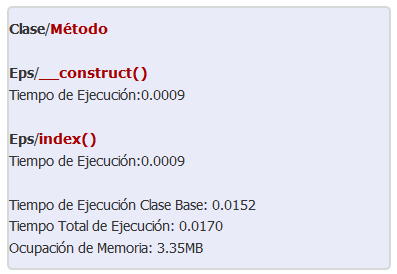 Clase/Método
Eps/__construct()
Tiempo de Ejecución:0.0009
Eps/index()
Tiempo de Ejecución:0.0009
Tiempo de Ejecución Clase Base: 0.0152
Tiempo Total de Ejecución: 0.0170
Ocupación de Memoria: 3.35MB